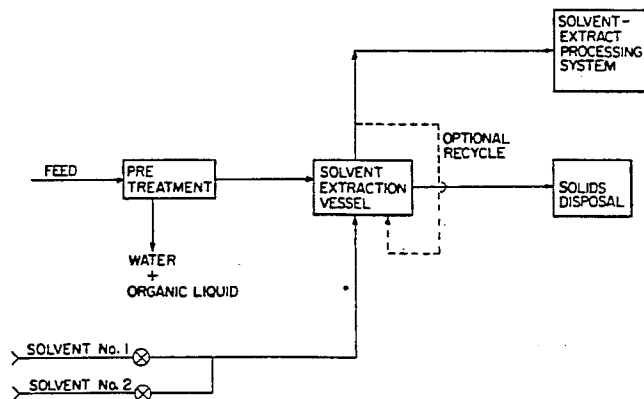 SOLVENT-
EXTRACT
PROCESSING
SYSTEM
OPTIONAL
RECYCLE
FEED
PRE
TREATMENT
SOLVENT
EXTRACTION
VESSEL
SOLIDS
DISPOSAL
WATER
+
ORGANIC LIQUID
SOLVENT No. 1
SOLVENT No. 2